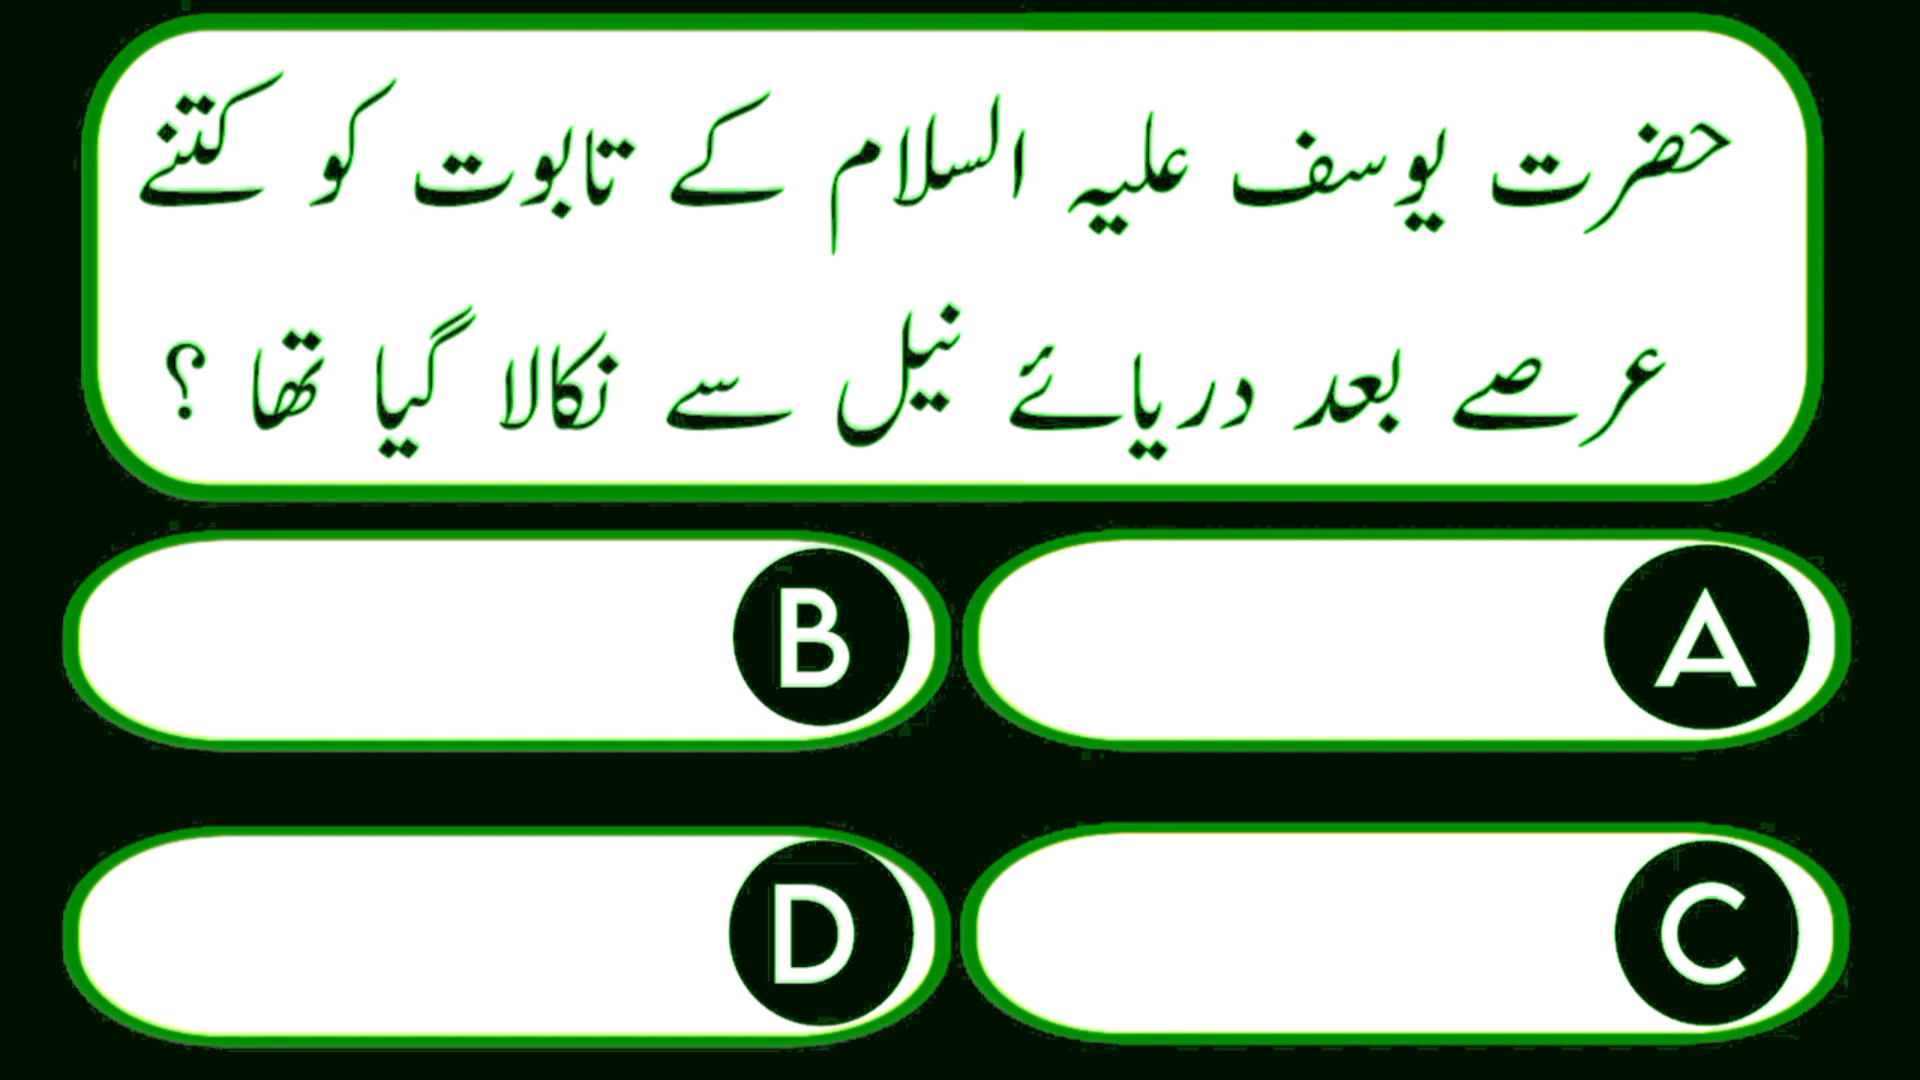 حضرت یوسف علیہ السلام کے تابوت کو کتنے
عرصے بعد دریائے نیل سے نکالا گیا تھا ؟
A
B
C
D